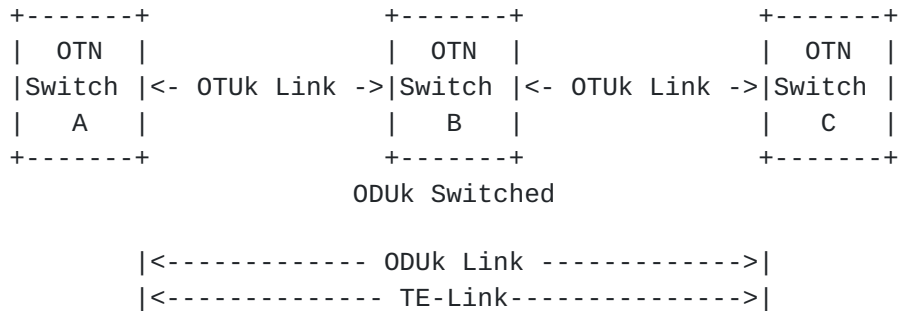 +-------+               +-------+               +-------+
|  OTN  |               |  OTN  |               |  OTN  |
|Switch |<- OTUk Link ->|Switch |<- OTUk Link ->|Switch |
|   A   |               |   B   |               |   C   |
+-------+               +-------+               +-------+
                      ODUk Switched

        |<------------- ODUk Link ------------->|
        |<-------------- TE-Link--------------->|